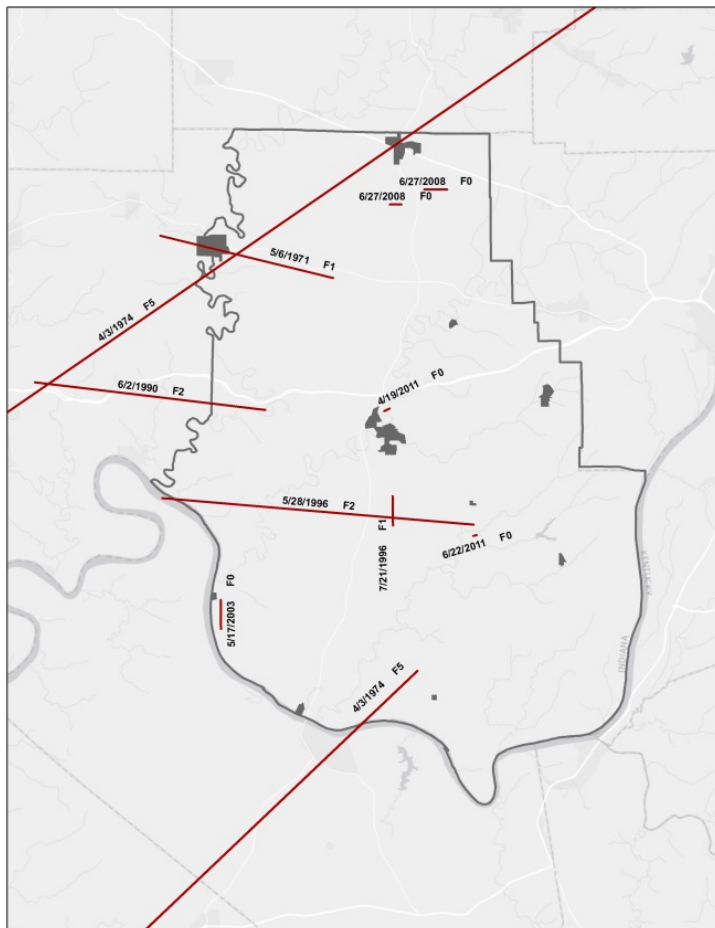 6/27/2008 F0
6/27/2008 F0
5/6/1971 F1
4/3/1974 F5
6/2/1990 F2
4/19/2011 F0
5/28/1996 F2
7/21/1996 F1
6/22/2011 F0
KENTUCKY
INDIANA
5/17/2003 F0
4/3/1974 F5